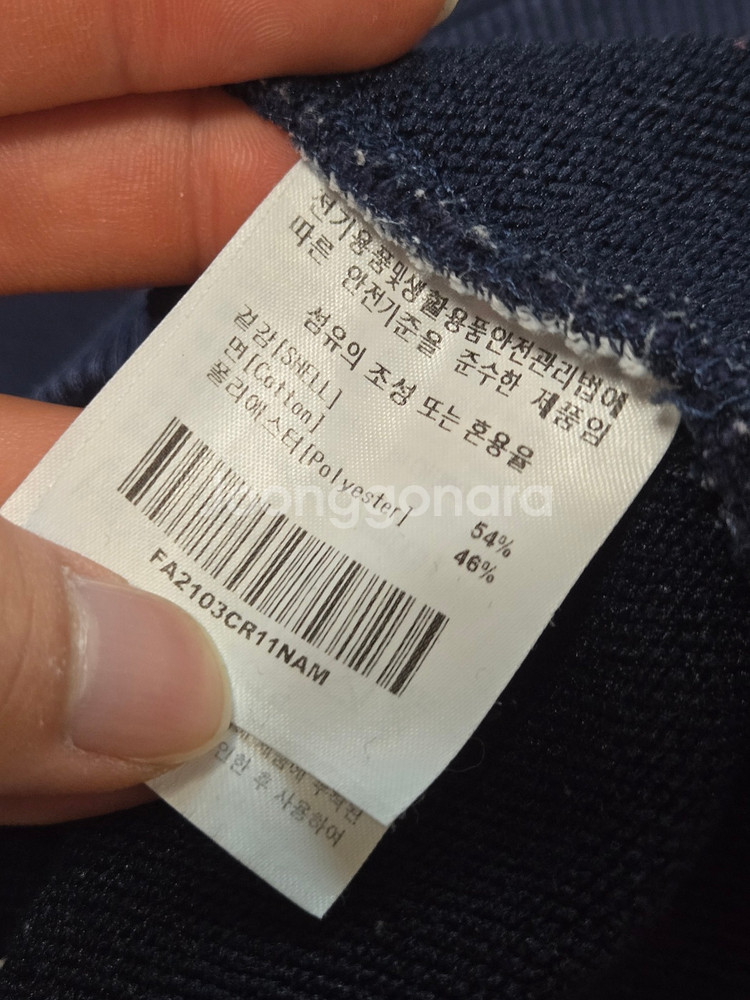 전기용품및생활용품안전관리법에
따른 안전기준을 준수한 제품임
섬유의 조성 또는 혼용율
겉감[SHELL]
면[Cotton] 54%
폴리에스터[Polyester] 46%
FA2103CR11NAM
인한 후 사용하여
joonggonara